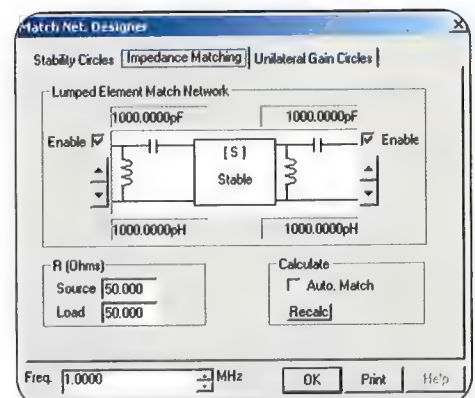 Match Net. Designer
Stability Circles Impedance Matching Unilateral Gain Circles
Lumped Element Match Network
1000.0000pF 1000.0000pF
Enable [S] Enable
Stable
1000.0000pH 1000.0000pH
R (Ohms)
Source 50.000
Load 50.000
Calculate
Auto. Match
Recalc
Freq. 1.0000 MHz OK Print Help